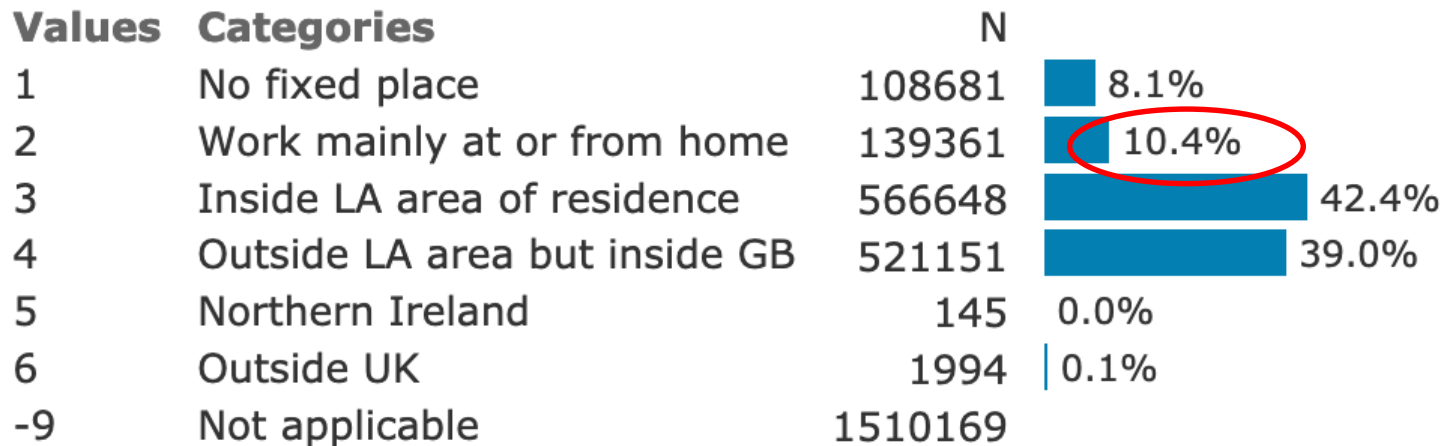 Values Categories N
1 No fixed place 108681 8.1%
2 Work mainly at or from home 139361 10.4%
3 Inside LA area of residence 566648 42.4%
4 Outside LA area but inside GB 521151 39.0%
5 Northern Ireland 145 0.0%
6 Outside UK 1994 0.1%
-9 Not applicable 1510169